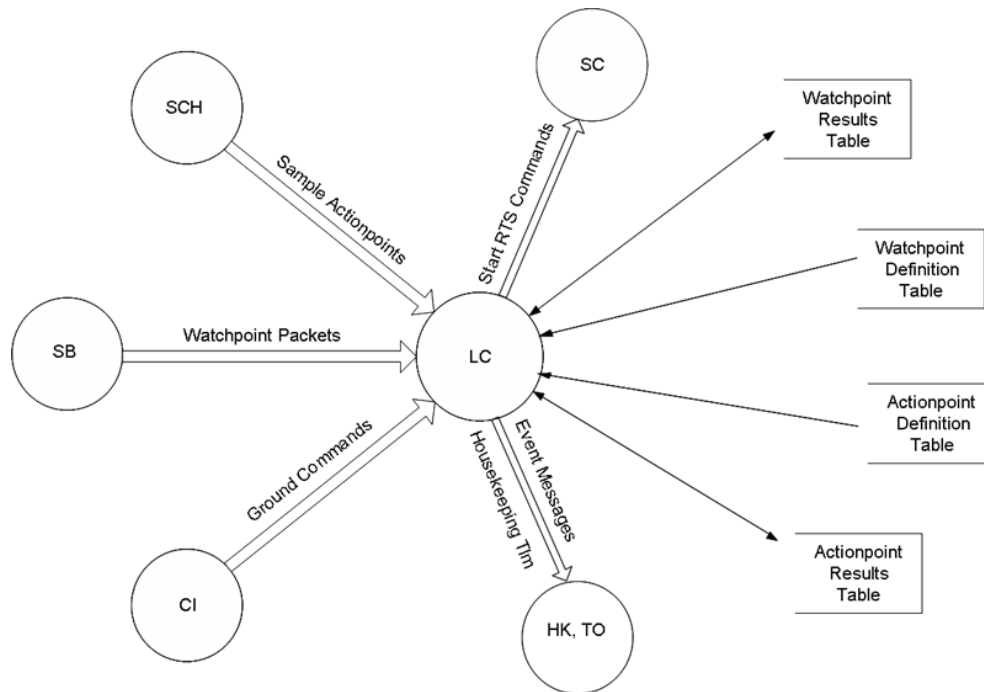 SC
SCH
Watchpoint
Results
Table
Sample Actionpoints
Start RTS Commands
Watchpoint
Definition
Table
SB
Watchpoint Packets
LC
Actionpoint
Definition
Table
Ground Commands
Housekeeping Tlm
Event Messages
Actionpoint
Results
Table
CI
HK, TO